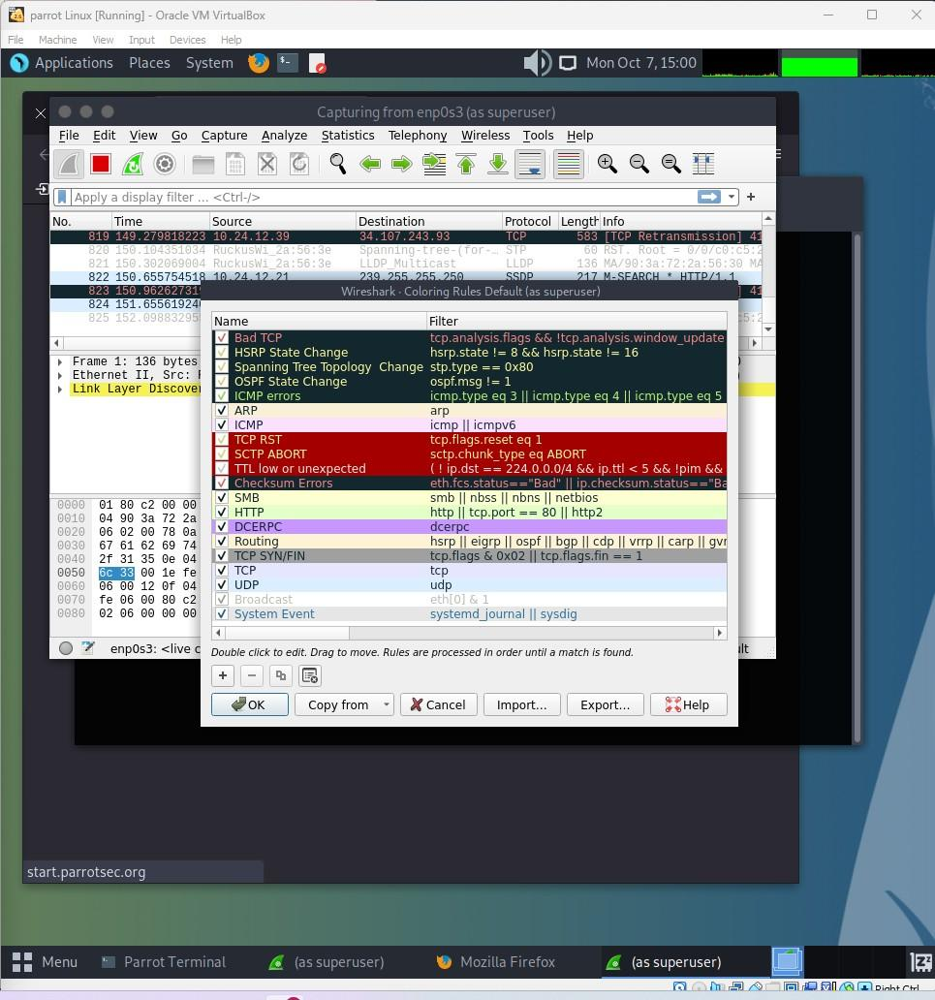 parrot Linux [Running] - Oracle VM VirtualBox
File Machine View Input Devices Help
Applications Places System Mon Oct 7, 15:00
Capturing from enp0s3 (as superuser)
File Edit View Go Capture Analyze Statistics Telephony Wireless Tools Help
Apply a display filter ... <Ctrl-/>
No. Time Source Destination Protocol Length Info
819 149.279818223 10.24.12.39 34.107.243.93 TCP 583 [TCP Retransmission] 41
820 150.104351034 RuckusWi_2a:56:3e Spanning-tree-(for-… STP 60 RST. Root = 0/0/c0:c5:2
821 150.302069004 RuckusWi_2a:56:3e LLDP_Multicast LLDP 136 MA/90:3a:72:2a:56:30 MA
822 150.655754518 10.24.12.21 239.255.255.250 SSDP 217 M-SEARCH * HTTP/1.1
823 150.96262731
824 151.65561924
825 152.09883295
Wireshark · Coloring Rules Default (as superuser)
Name Filter
Bad TCP tcp.analysis.flags && !tcp.analysis.window_update
HSRP State Change hsrp.state != 8 && hsrp.state != 16
Spanning Tree Topology Change stp.type == 0x80
OSPF State Change ospf.msg != 1
ICMP errors icmp.type eq 3 || icmp.type eq 4 || icmp.type eq 5
ARP arp
ICMP icmp || icmpv6
TCP RST tcp.flags.reset eq 1
SCTP ABORT sctp.chunk_type eq ABORT
TTL low or unexpected ( ! ip.dst == 224.0.0.0/4 && ip.ttl < 5 && !pim &&
Checksum Errors eth.fcs.status=="Bad" || ip.checksum.status=="Ba
SMB smb || nbss || nbns || netbios
HTTP http || tcp.port == 80 || http2
DCERPC dcerpc
Routing hsrp || eigrp || ospf || bgp || cdp || vrrp || carp || gvr
TCP SYN/FIN tcp.flags & 0x02 || tcp.flags.fin == 1
TCP tcp
UDP udp
Broadcast eth[0] & 1
System Event systemd_journal || sysdig
Double click to edit. Drag to move. Rules are processed in order until a match is found.
OK Copy from Cancel Import... Export... Help
Frame 1: 136 bytes
Ethernet II, Src:
Link Layer Discover
0000 01 80 c2 00 00
0010 04 90 3a 72 2a
0020 06 02 00 78 0a
0030 67 61 62 69 74
0040 2f 31 35 0e 04
0050 6c 33 00 1e fe
0060 06 00 12 0f 04
0070 fe 06 00 80 c2
0080 02 06 00 00 00
enp0s3: <live c
start.parrotsec.org
Menu Parrot Terminal (as superuser) Mozilla Firefox (as superuser)
Right Ctrl